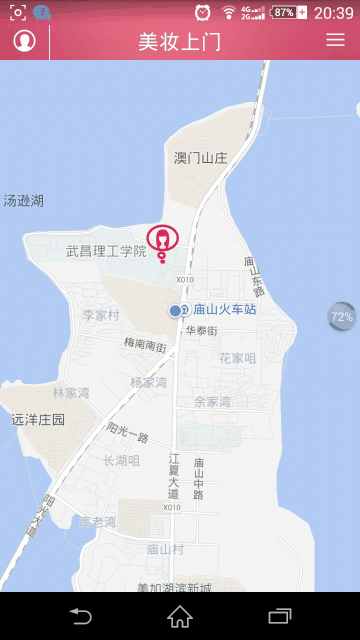 4G 2G 87% 20:39
美妆上门
澳门山庄
汤逊湖
武昌理工学院
X010
庙山东路
庙山火车站
李家村
华泰街
72%
梅南南街
花家咀
杨家湾
林家湾
余家湾
远洋庄园
阳光一路
长湖咀
江夏大道
庙山中路
阳光大道
X010
高老湾
庙山村
美加湖滨新城